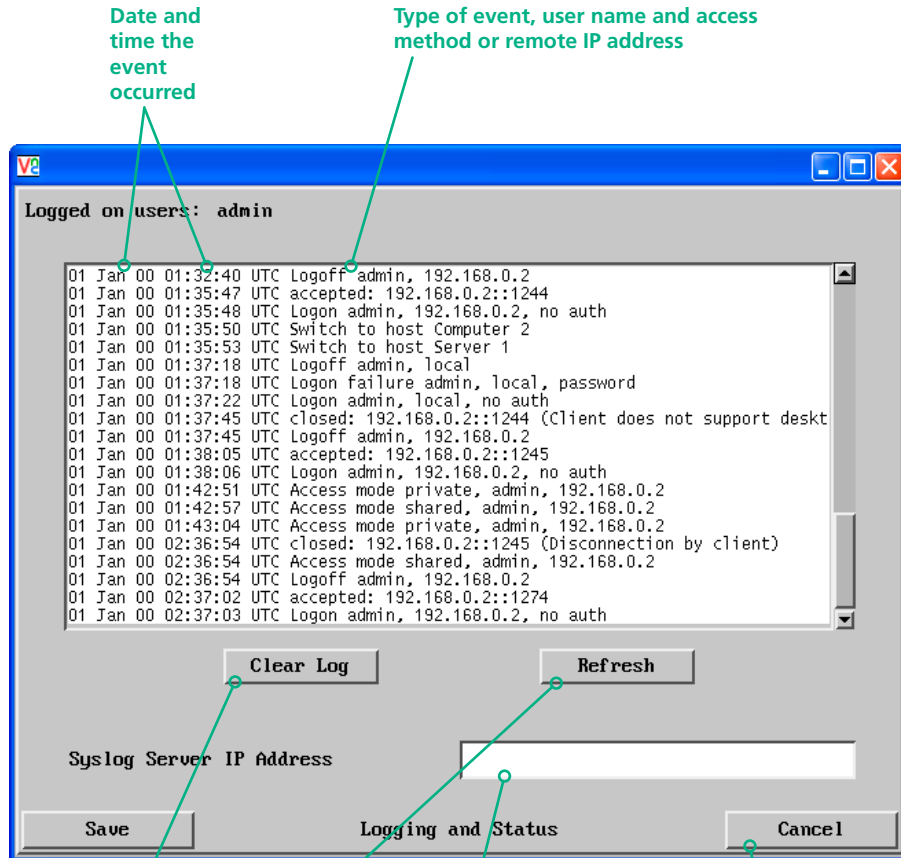 Date and
time the
event
occurred
Type of event, user name and access
method or remote IP address
Logged on users: admin
01 Jan 00 01:32:40 UTC Logoff admin, 192.168.0.2
01 Jan 00 01:35:47 UTC accepted: 192.168.0.2::1244
01 Jan 00 01:35:48 UTC Logon admin, 192.168.0.2, no auth
01 Jan 00 01:35:50 UTC Switch to host Computer 2
01 Jan 00 01:35:53 UTC Switch to host Server 1
01 Jan 00 01:37:18 UTC Logoff admin, local
01 Jan 00 01:37:18 UTC Logon failure admin, local, password
01 Jan 00 01:37:22 UTC Logon admin, local, no auth
01 Jan 00 01:37:45 UTC closed: 192.168.0.2::1244 (Client does not support deskt
01 Jan 00 01:37:45 UTC Logoff admin, 192.168.0.2
01 Jan 00 01:38:05 UTC accepted: 192.168.0.2::1245
01 Jan 00 01:38:06 UTC Logon admin, 192.168.0.2, no auth
01 Jan 00 01:42:51 UTC Access mode private, admin, 192.168.0.2
01 Jan 00 01:42:57 UTC Access mode shared, admin, 192.168.0.2
01 Jan 00 01:43:04 UTC Access mode private, admin, 192.168.0.2
01 Jan 00 02:36:54 UTC closed: 192.168.0.2::1245 (Disconnection by client)
01 Jan 00 02:36:54 UTC Access mode shared, admin, 192.168.0.2
01 Jan 00 02:36:54 UTC Logoff admin, 192.168.0.2
01 Jan 00 02:37:02 UTC accepted: 192.168.0.2::1274
01 Jan 00 02:37:03 UTC Logon admin, 192.168.0.2, no auth
Clear Log
Refresh
Syslog Server IP Address
Save
Logging and Status
Cancel